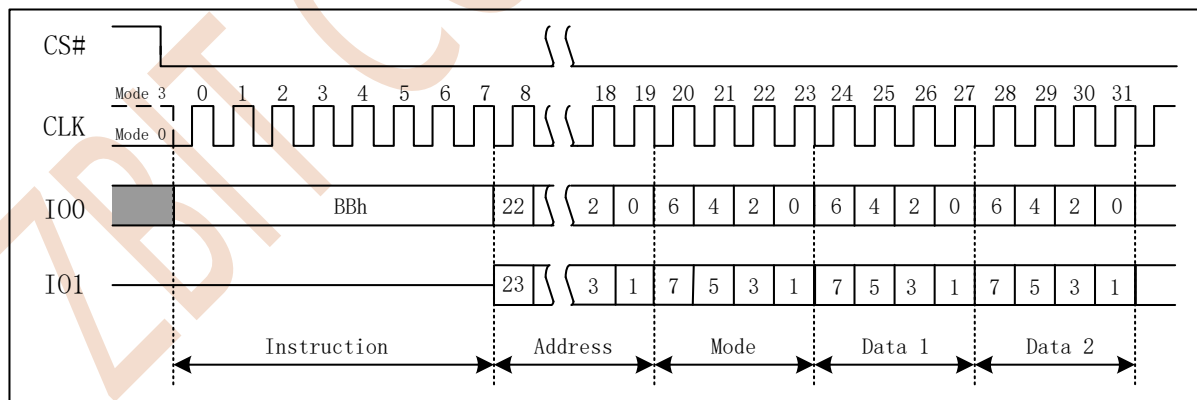 CS#
Mode 3 0 1 2 3 4 5 6 7 8 18 19 20 21 22 23 24 25 26 27 28 29 30 31
CLK
Mode 0
IO0 BBh 22 2 0 6 4 2 0 6 4 2 0 6 4 2 0
IO1 23 3 1 7 5 3 1 7 5 3 1 7 5 3 1
Instruction Address Mode Data 1 Data 2
ZBIT C